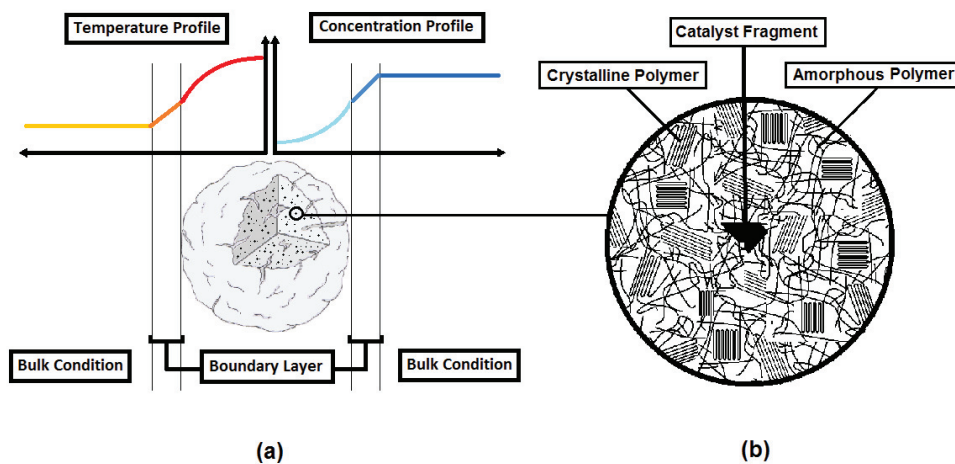 Temperature Profile
Concentration Profile
Bulk Condition
Boundary Layer
Bulk Condition
(a)
Catalyst Fragment
Crystalline Polymer
Amorphous Polymer
(b)